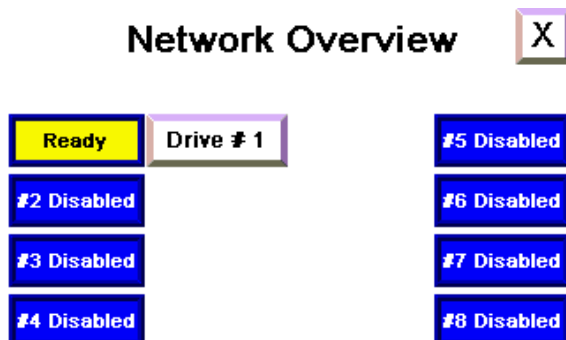 Network Overview X
Ready Drive # 1 #5 Disabled
#2 Disabled #6 Disabled
#3 Disabled #7 Disabled
#4 Disabled #8 Disabled